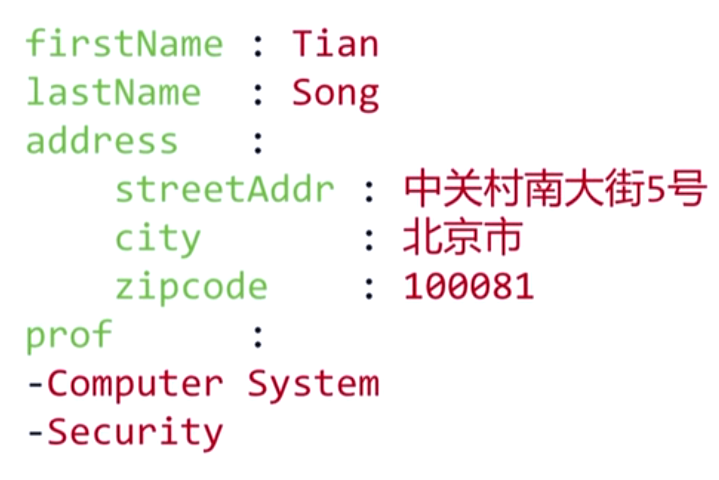 firstName : Tian
lastName  : Song
address   :
    streetAddr : 中关村南大街5号
    city       : 北京市
    zipcode    : 100081
prof      :
-Computer System
-Security